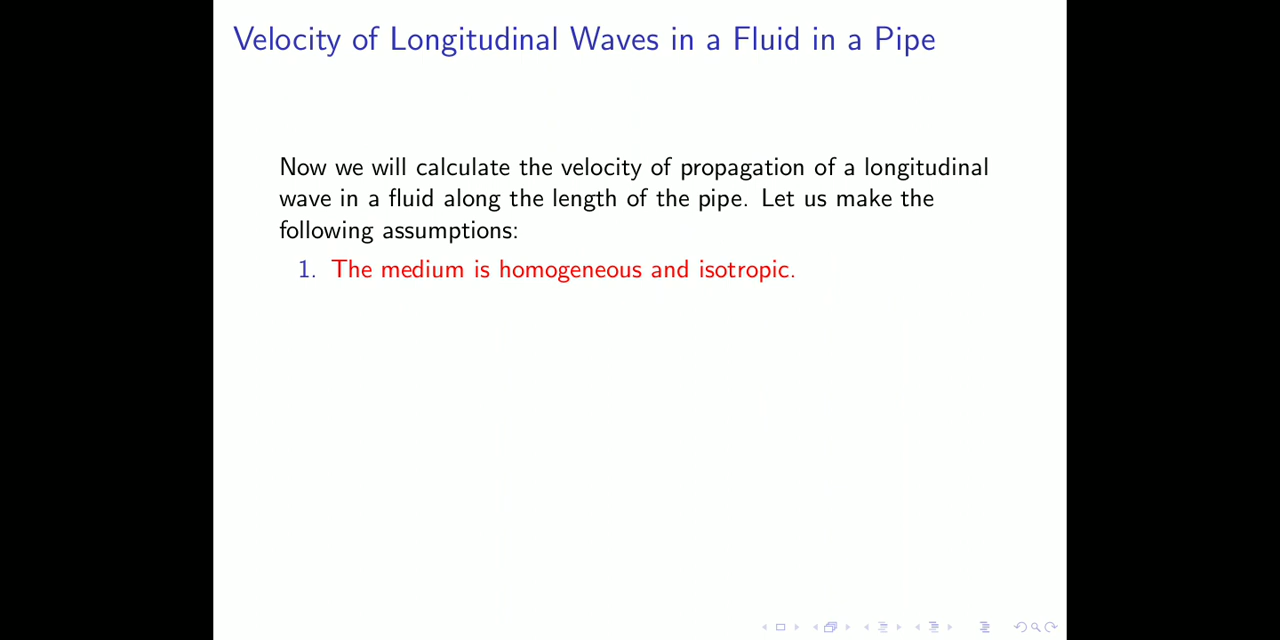 Velocity of Longitudinal Waves in a Fluid in a Pipe
Now we will calculate the velocity of propagation of a longitudinal
wave in a fluid along the length of the pipe. Let us make the
following assumptions:
1. The medium is homogeneous and isotropic.